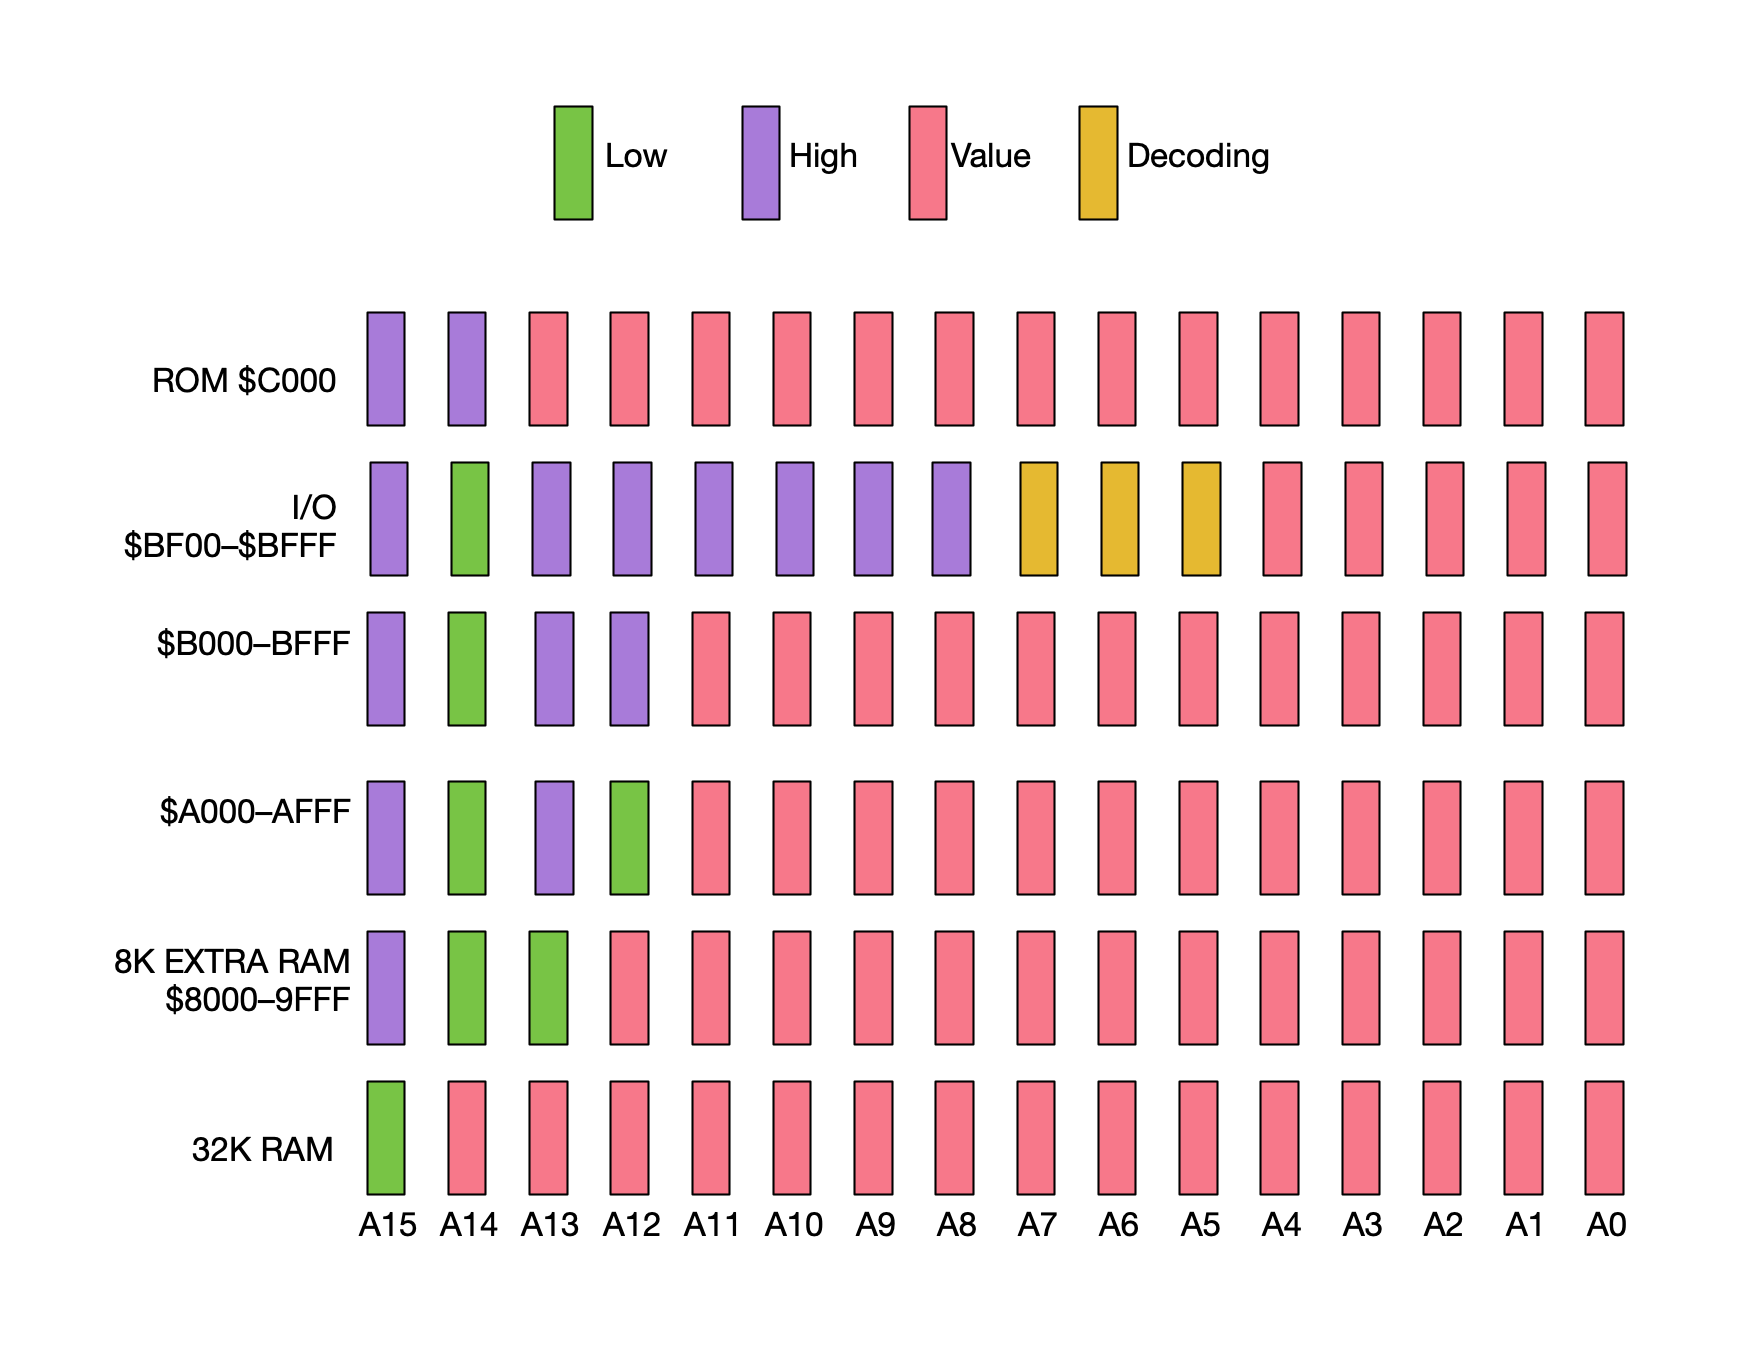 Low High Value Decoding
ROM $C000
I/O
$BF00–$BFFF
$B000–BFFF
$A000–AFFF
8K EXTRA RAM
$8000–9FFF
32K RAM
A15 A14 A13 A12 A11 A10 A9 A8 A7 A6 A5 A4 A3 A2 A1 A0